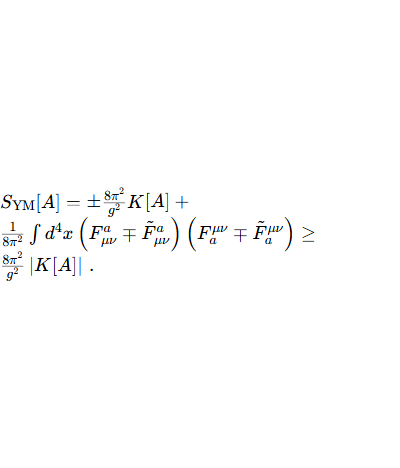 $S_{\mathrm{YM}}[A] = \pm \frac{8\pi^2}{g^2} K[A] +$
$\frac{1}{8\pi^2} \int d^4x \left( F^a_{\mu\nu} \mp \tilde{F}^a_{\mu\nu} \right) \left( F^{\mu\nu}_a \mp \tilde{F}^{\mu\nu}_a \right) \geq$
$\frac{8\pi^2}{g^2} \left| K[A] \right| \ .$